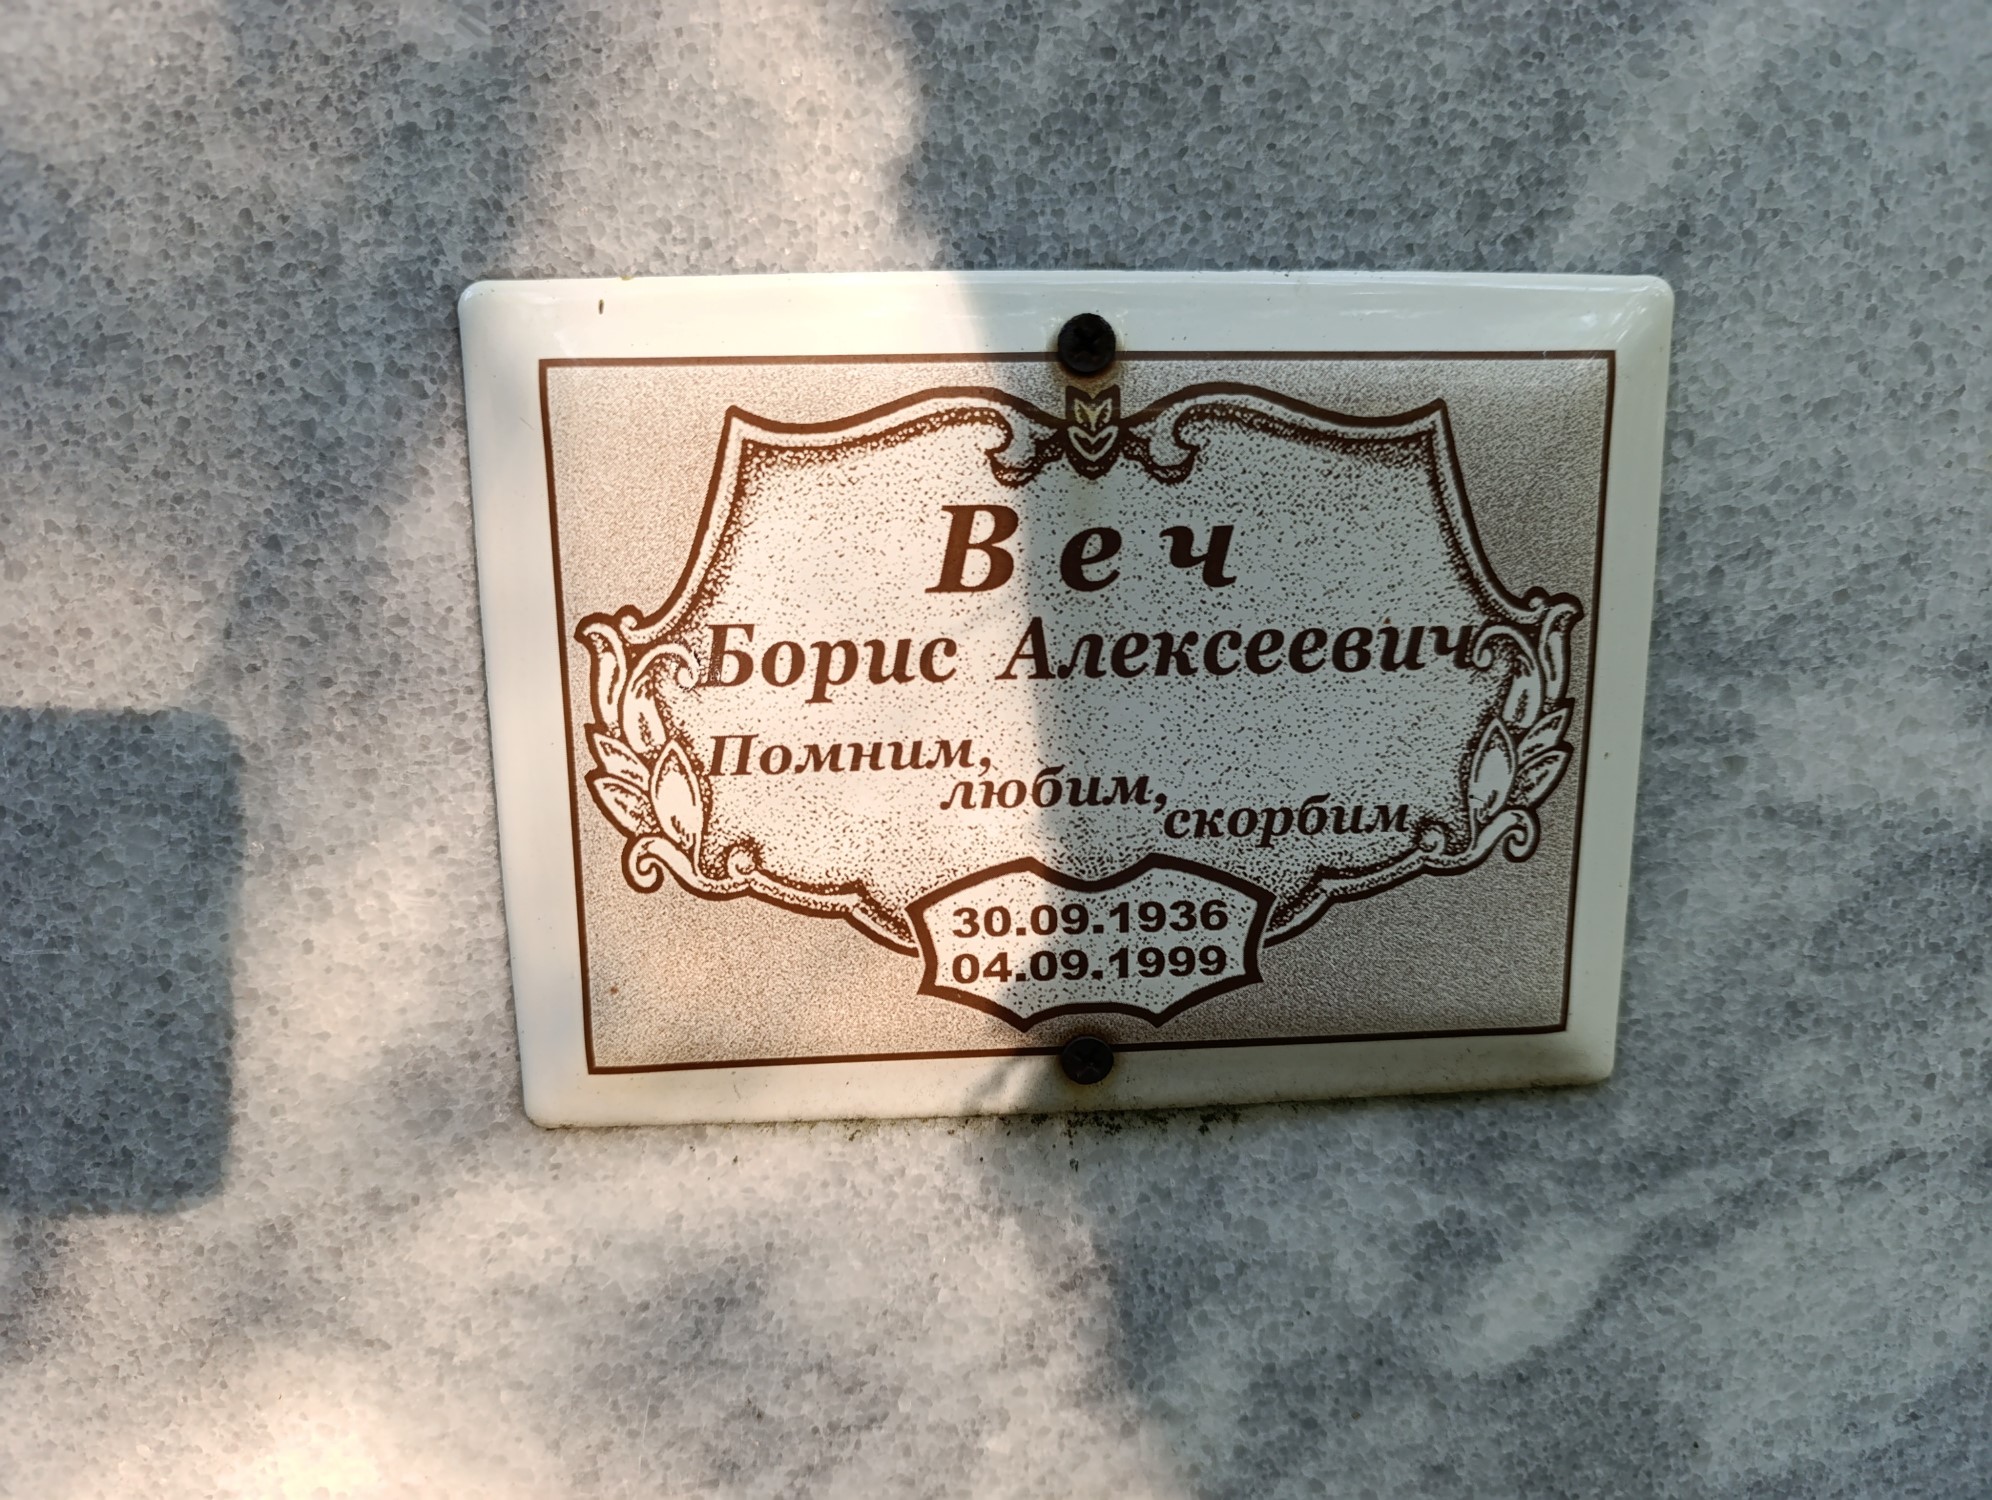 Веч
Борис Алексеевич
Помним,
любим,
скорбим
30.09.1936
04.09.1999